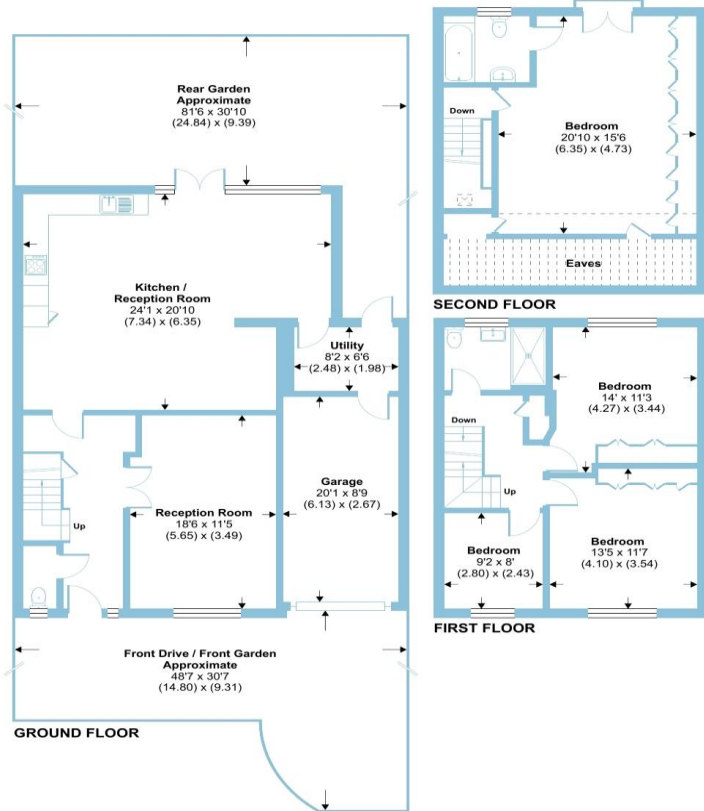 Rear Garden
Approximate
81'6 x 30'10
(24.84) x (9.39)
Kitchen /
Reception Room
24'1 x 20'10
(7.34) x (6.35)
Utility
8'2 x 6'6
(2.48) x (1.98)
Garage
20'1 x 8'9
(6.13) x (2.67)
Reception Room
18'6 x 11'5
(5.65) x (3.49)
Up
Front Drive / Front Garden
Approximate
48'7 x 30'7
(14.80) x (9.31)
GROUND FLOOR
Down
Bedroom
20'10 x 15'6
(6.35) x (4.73)
Eaves
SECOND FLOOR
Bedroom
14' x 11'3
(4.27) x (3.44)
Down
Up
Bedroom
13'5 x 11'7
(4.10) x (3.54)
Bedroom
9'2 x 8'
(2.80) x (2.43)
FIRST FLOOR